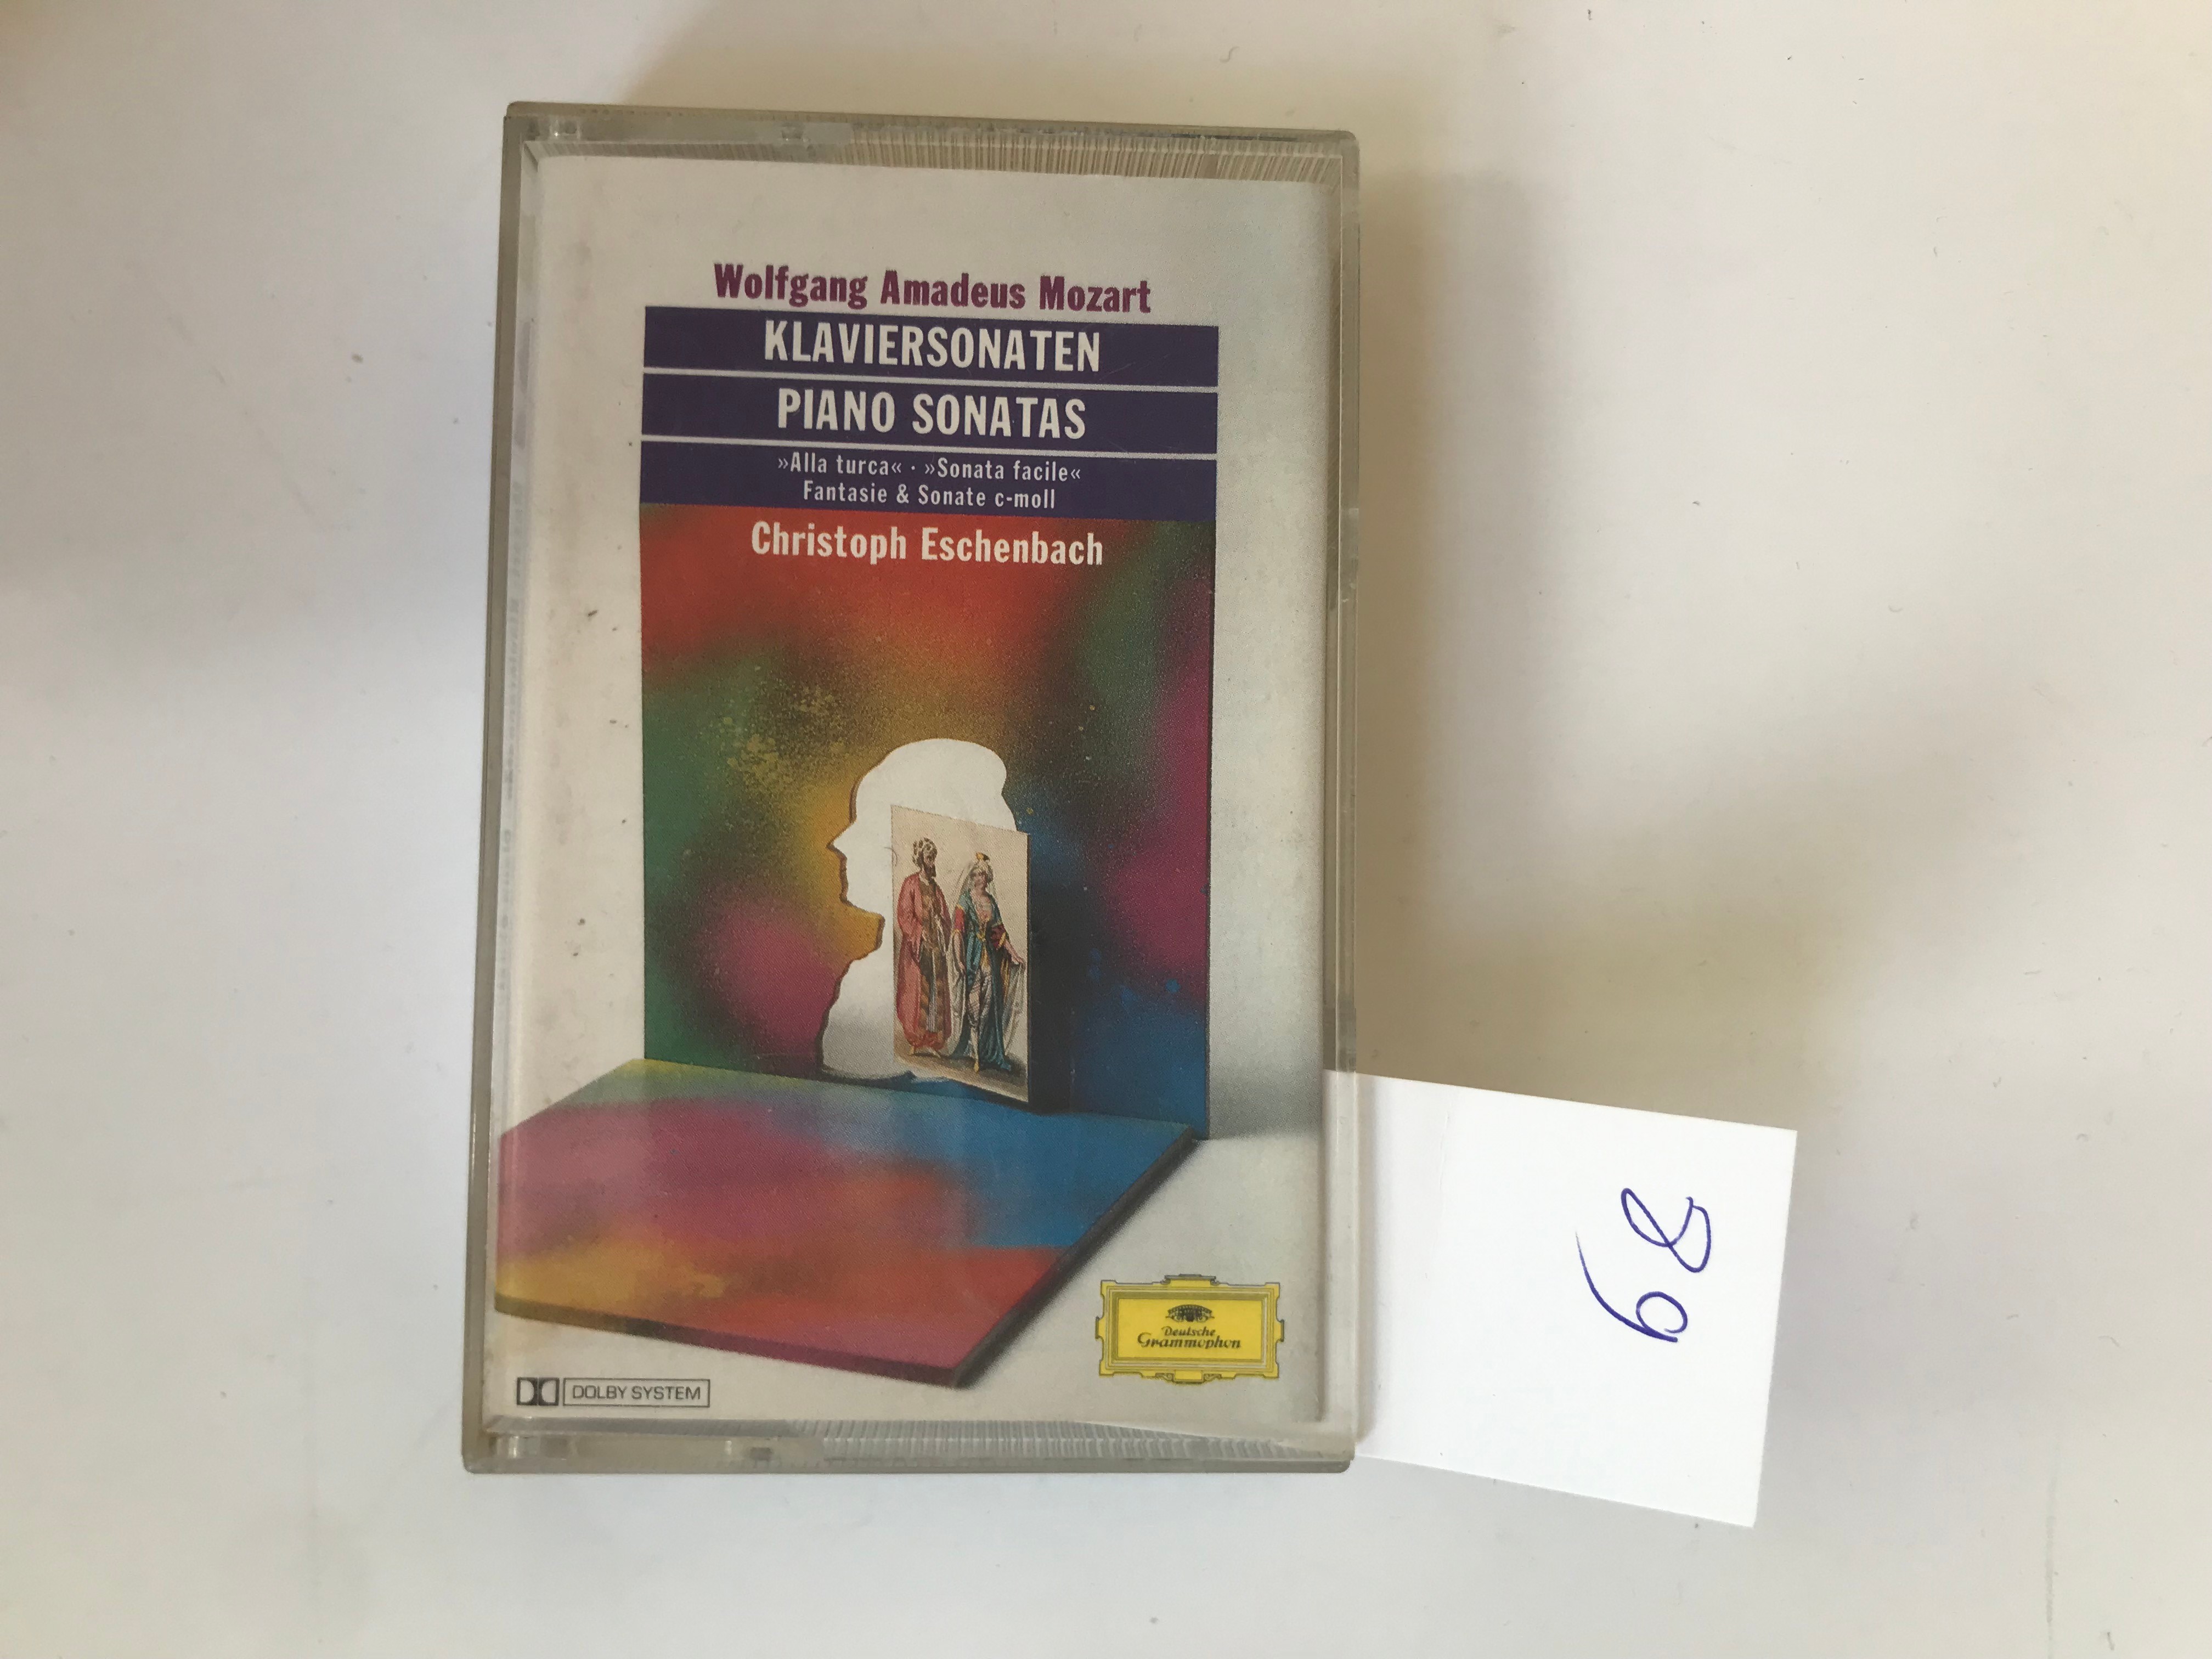 Wolfgang Amadeus Mozart
KLAVIERSONATEN
PIANO SONATAS
»Alla turca« · »Sonata facile«
Fantasie & Sonate c-moll
Christoph Eschenbach
68
Deutsche
Grammophon
DOLBY SYSTEM